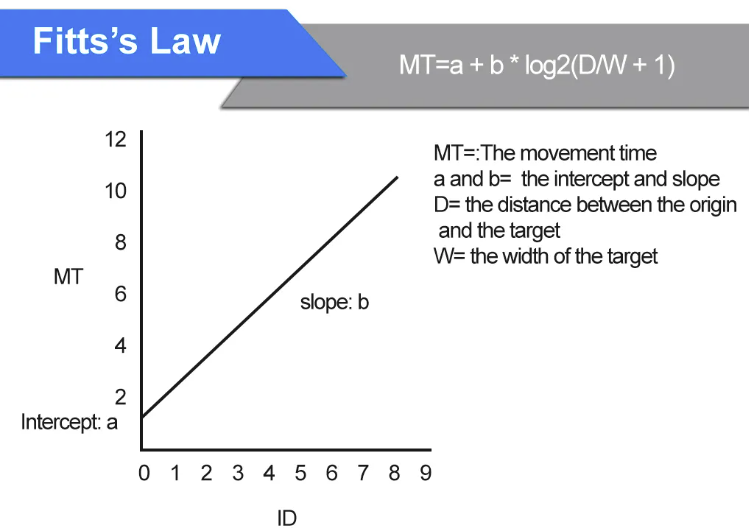 Fitts's Law
MT=a + b * log2(D/W + 1)
MT=:The movement time
a and b= the intercept and slope
D= the distance between the origin
and the target
W= the width of the target
12
10
8
MT
6
slope: b
4
2
Intercept: a
0 1 2 3 4 5 6 7 8 9
ID